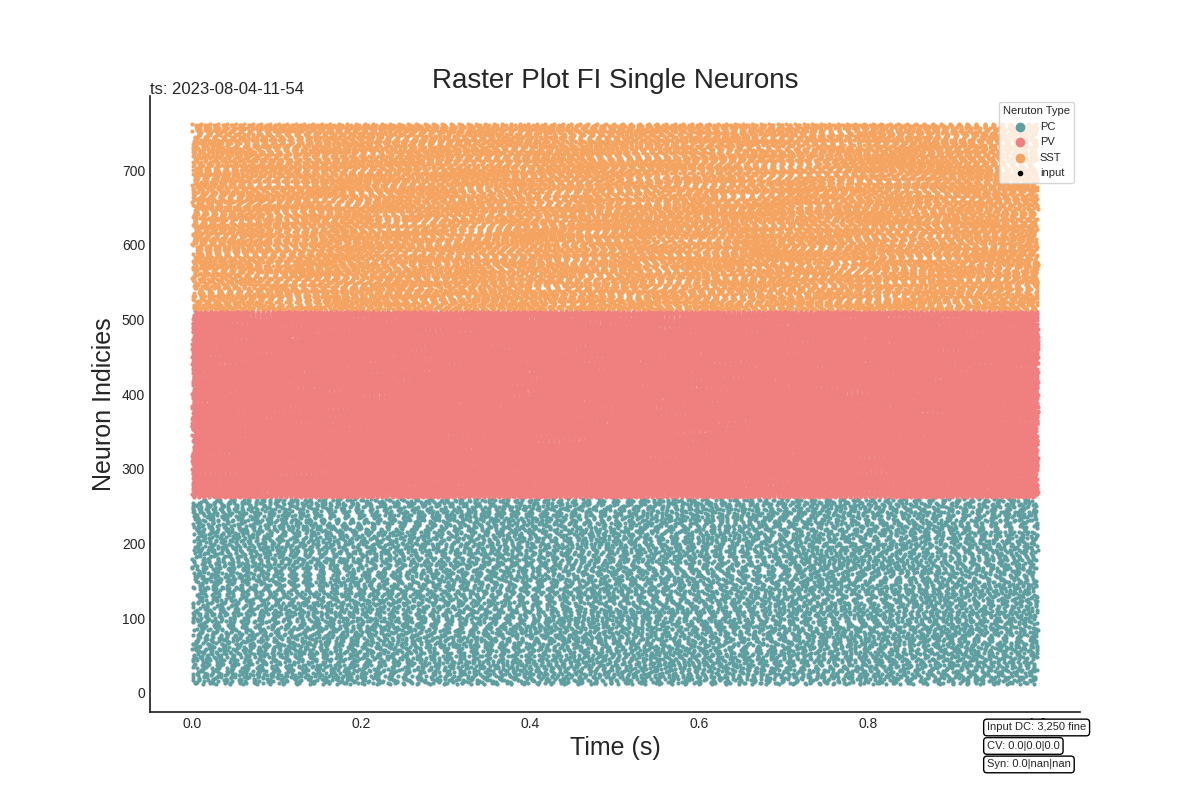 Raster Plot FI Single Neurons
ts: 2023-08-04-11-54
Neruton Type
PC
PV
SST
input
Neuron Indicies
700
600
500
400
300
200
100
0
0.0 0.2 0.4 0.6 0.8
Time (s)
Input DC: 3,250 fine
CV: 0.0|0.0|0.0
Syn: 0.0|nan|nan